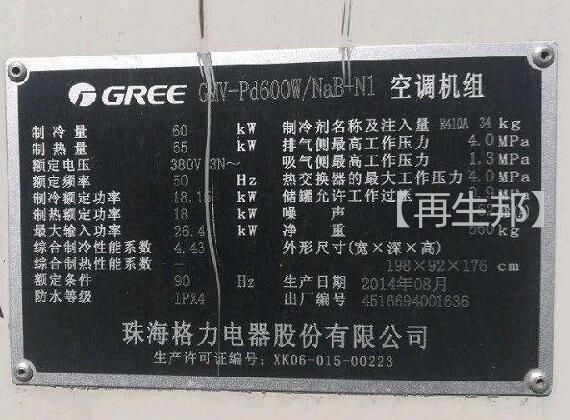 GREE GMV-Pd600W/NaB-N1 空调机组
制冷量 60 kW
制热量 65 kW
额定电压 380V 3N~
额定频率 50 Hz
制冷额定功率 18.15 kW
制热额定功率 18 kW
最大输入功率 26.4 kW
综合制冷性能系数 4.43
综合制热性能系数 —
额定条件 90 Hz
防水等级 IPX4
制冷剂名称及注入量 R410A 34 kg
排气侧最高工作压力 4.0 MPa
吸气侧最高工作压力 1.3 MPa
热交换器的最大工作压力 4.0 MPa
储罐允许工作过压 MPa
噪声
净重 kg
外形尺寸(宽×深×高)
198×92×176 cm
生产日期 2014年08月
出厂编号 4516694001636
珠海格力电器股份有限公司
生产许可证编号: XK06-015-00223
【再生邦】